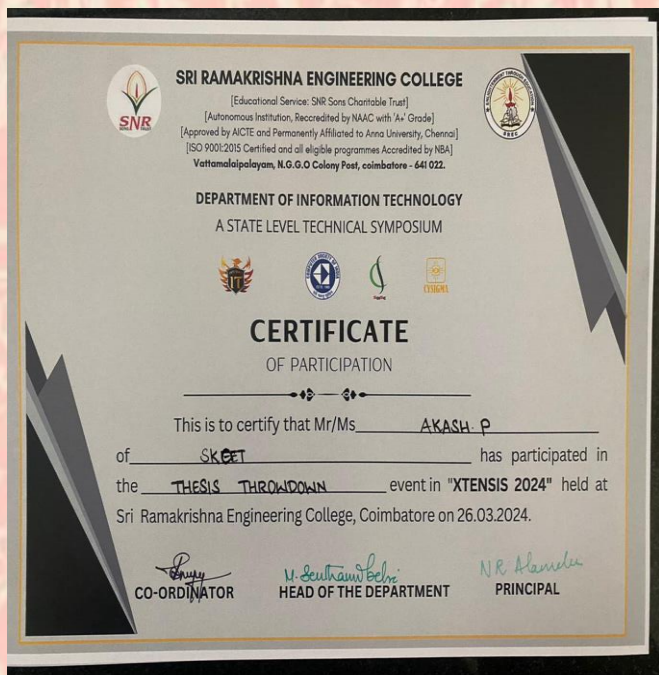 SRI RAMAKRISHNA ENGINEERING COLLEGE
[Educational Service: SNR Sons Charitable Trust]
[Autonomous Institution, Reccredited by NAAC with 'A+' Grade]
[Approved by AICTE and Permanently Affiliated to Anna University, Chennai]
[ISO 9001:2015 Certified and all eligible programmes Accredited by NBA]
Vattamalaipalayam, N.G.G.O Colony Post, coimbatore - 641 022.
SNR
DEPARTMENT OF INFORMATION TECHNOLOGY
A STATE LEVEL TECHNICAL SYMPOSIUM
IT
CERTIFICATE
OF PARTICIPATION
This is to certify that Mr/Ms AKASH. P
of SKCET has participated in
the THESIS THROWDOWN event in "XTENSIS 2024" held at
Sri Ramakrishna Engineering College, Coimbatore on 26.03.2024.
CO-ORDINATOR HEAD OF THE DEPARTMENT PRINCIPAL